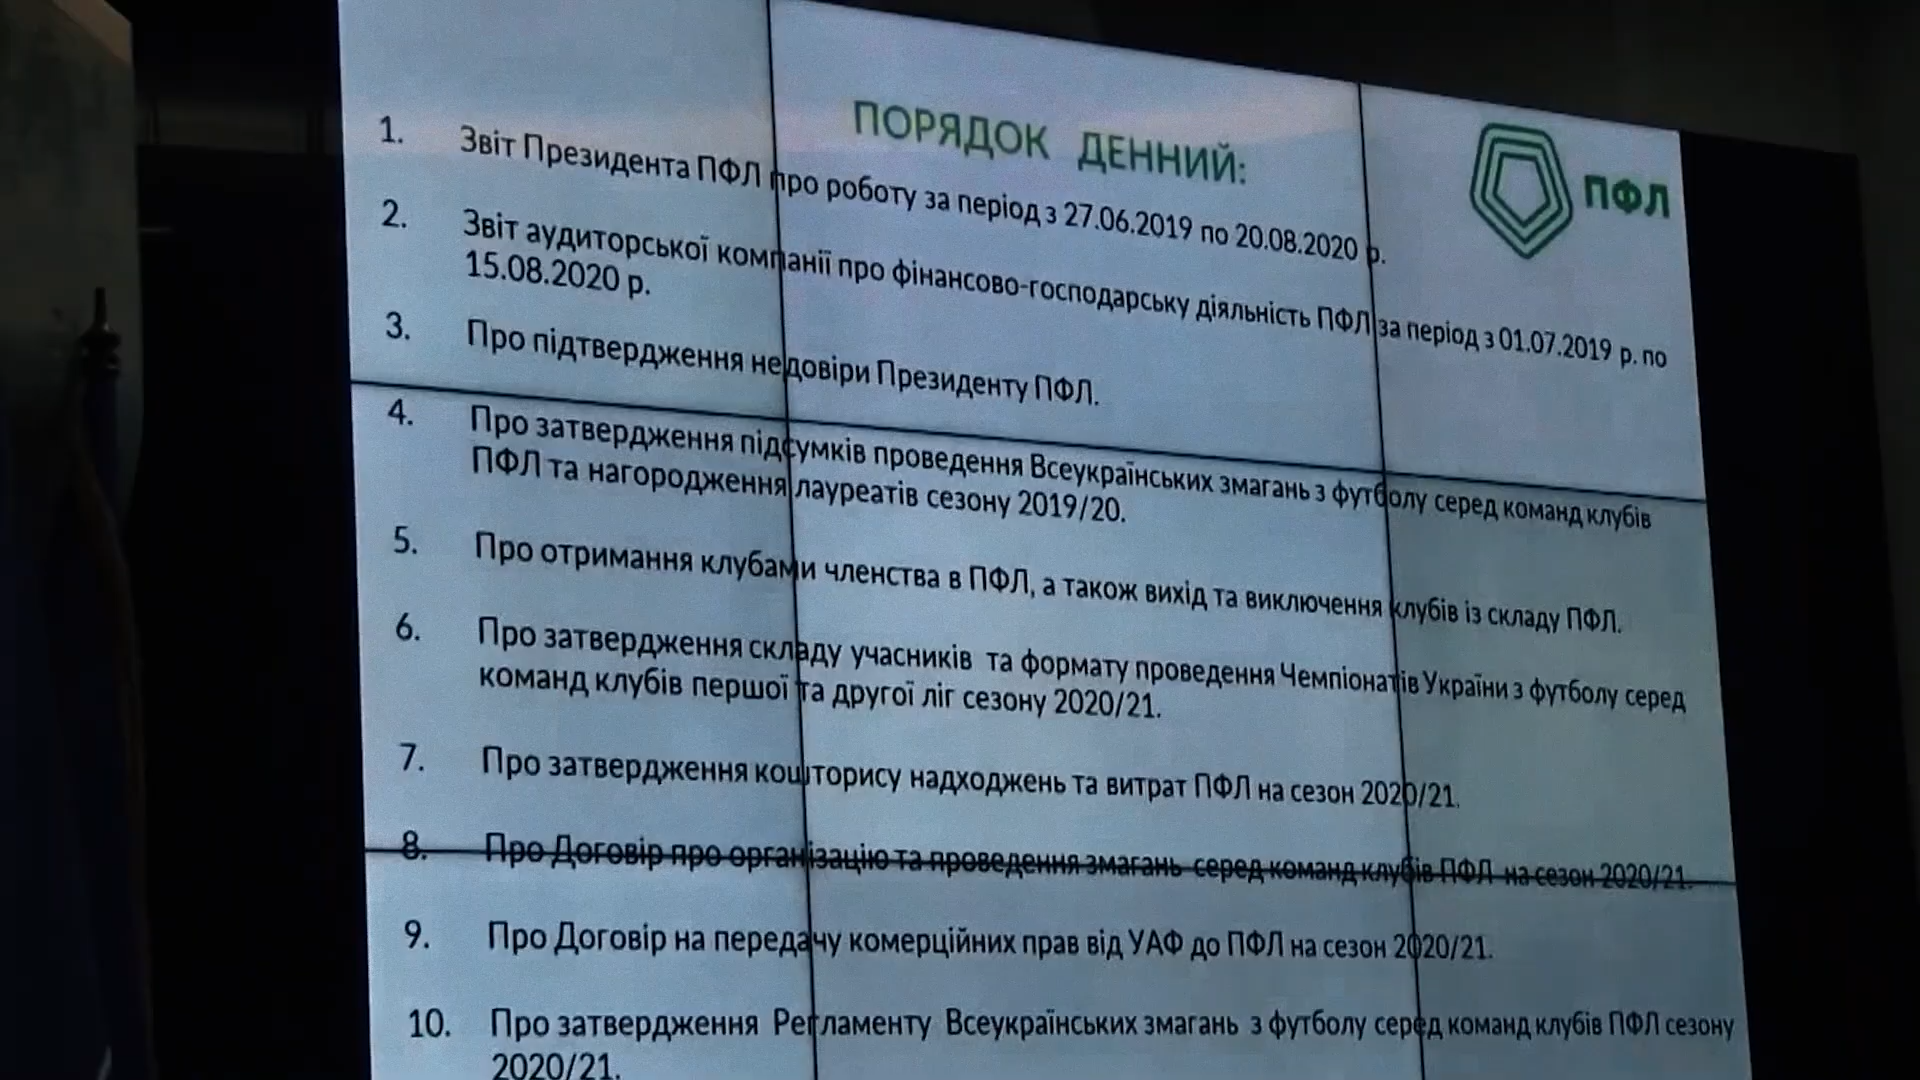 ПОРЯДОК ДЕННИЙ:
ПФЛ
1. Звіт Президента ПФЛ про роботу за період з 27.06.2019 по 20.08.2020 р.
2. Звіт аудиторської компанії про фінансово-господарську діяльність ПФЛ за період з 01.07.2019 р. по
15.08.2020 р.
3. Про підтвердження недовіри Президенту ПФЛ.
4. Про затвердження підсумків проведення Всеукраїнських змагань з футболу серед команд клубів
ПФЛ та нагородження лауреатів сезону 2019/20.
5. Про отримання клубами членства в ПФЛ, а також вихід та виключення клубів із складу ПФЛ.
6. Про затвердження складу учасників та формату проведення Чемпіонатів України з футболу серед
команд клубів першої та другої ліг сезону 2020/21.
7. Про затвердження кошторису надходжень та витрат ПФЛ на сезон 2020/21.
8. Про Договір про організацію та проведення змагань серед команд клубів ПФЛ на сезон 2020/21.
9. Про Договір на передачу комерційних прав від УАФ до ПФЛ на сезон 2020/21.
10. Про затвердження Регламенту Всеукраїнських змагань з футболу серед команд клубів ПФЛ сезону
2020/21.